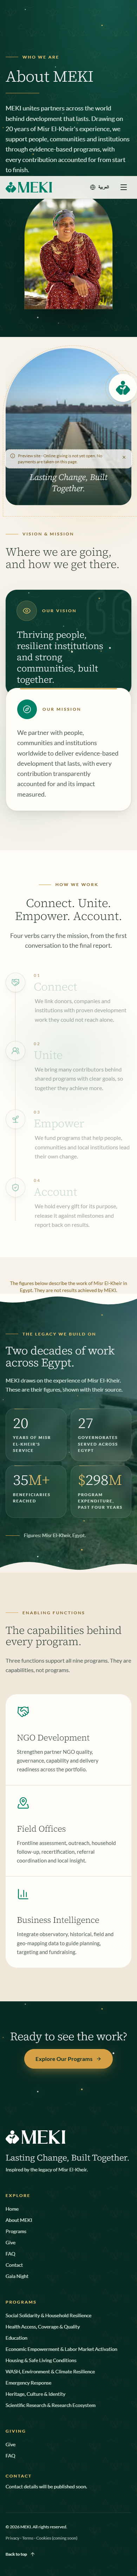 WHO WE ARE
About MEKI
MEKI unites partners across the world
behind development that lasts. Drawing on
20 years of Misr El-Kheir's experience, we
support people, communities and institutions
through evidence-based programs, with
every contribution accounted for from start
to finish.
MEKI
العربية
Preview site · Online giving is not yet open. No
payments are taken on this page.
Lasting Change, Built
Together.
VISION & MISSION
Where we are going,
and how we get there.
OUR VISION
Thriving people,
resilient institutions
and strong
communities, built
together.
OUR MISSION
We partner with people,
communities and institutions
worldwide to deliver evidence-based
development that lasts, with every
contribution transparently
accounted for and its impact
measured.
HOW WE WORK
Connect. Unite.
Empower. Account.
Four verbs carry the mission, from the first
conversation to the final report.
01
Connect
We link donors, companies and
institutions with proven development
work they could not reach alone.
02
Unite
We bring many contributors behind
shared programs with clear goals, so
together they achieve more.
03
Empower
We fund programs that help people,
communities and local institutions lead
their own change.
04
Account
We hold every gift for its purpose,
release it against milestones and
report back on results.
The figures below describe the work of Misr El-Kheir in
Egypt. They are not results achieved by MEKI.
THE LEGACY WE BUILD ON
Two decades of work
across Egypt.
MEKI draws on the experience of Misr El-Kheir.
These are their figures, shown with their source.
20
YEARS OF MISR
EL-KHEIR'S
SERVICE
27
GOVERNORATES
SERVED ACROSS
EGYPT
35M+
BENEFICIARIES
REACHED
$298M
PROGRAM
EXPENDITURE,
PAST FOUR YEARS
Figures: Misr El-Kheir, Egypt.
ENABLING FUNCTIONS
The capabilities behind
every program.
Three functions support all nine programs. They are
capabilities, not programs.
NGO Development
Strengthen partner NGO quality,
governance, capability and delivery
readiness across the portfolio.
Field Offices
Frontline assessment, outreach, household
follow-up, recertification, referral
coordination and local insight.
Business Intelligence
Integrate observatory, historical, field and
geo-mapping data to guide planning,
targeting and fundraising.
Ready to see the work?
Explore Our Programs
MEKI
Lasting Change, Built Together.
Inspired by the legacy of Misr El-Kheir.
EXPLORE
Home
About MEKI
Programs
Give
FAQ
Contact
Gala Night
PROGRAMS
Social Solidarity & Household Resilience
Health Access, Coverage & Quality
Education
Economic Empowerment & Labor Market Activation
Housing & Safe Living Conditions
WASH, Environment & Climate Resilience
Emergency Response
Heritage, Culture & Identity
Scientific Research & Research Ecosystem
GIVING
Give
FAQ
CONTACT
Contact details will be published soon.
© 2026 MEKI. All rights reserved.
Privacy · Terms · Cookies (coming soon)
Back to top